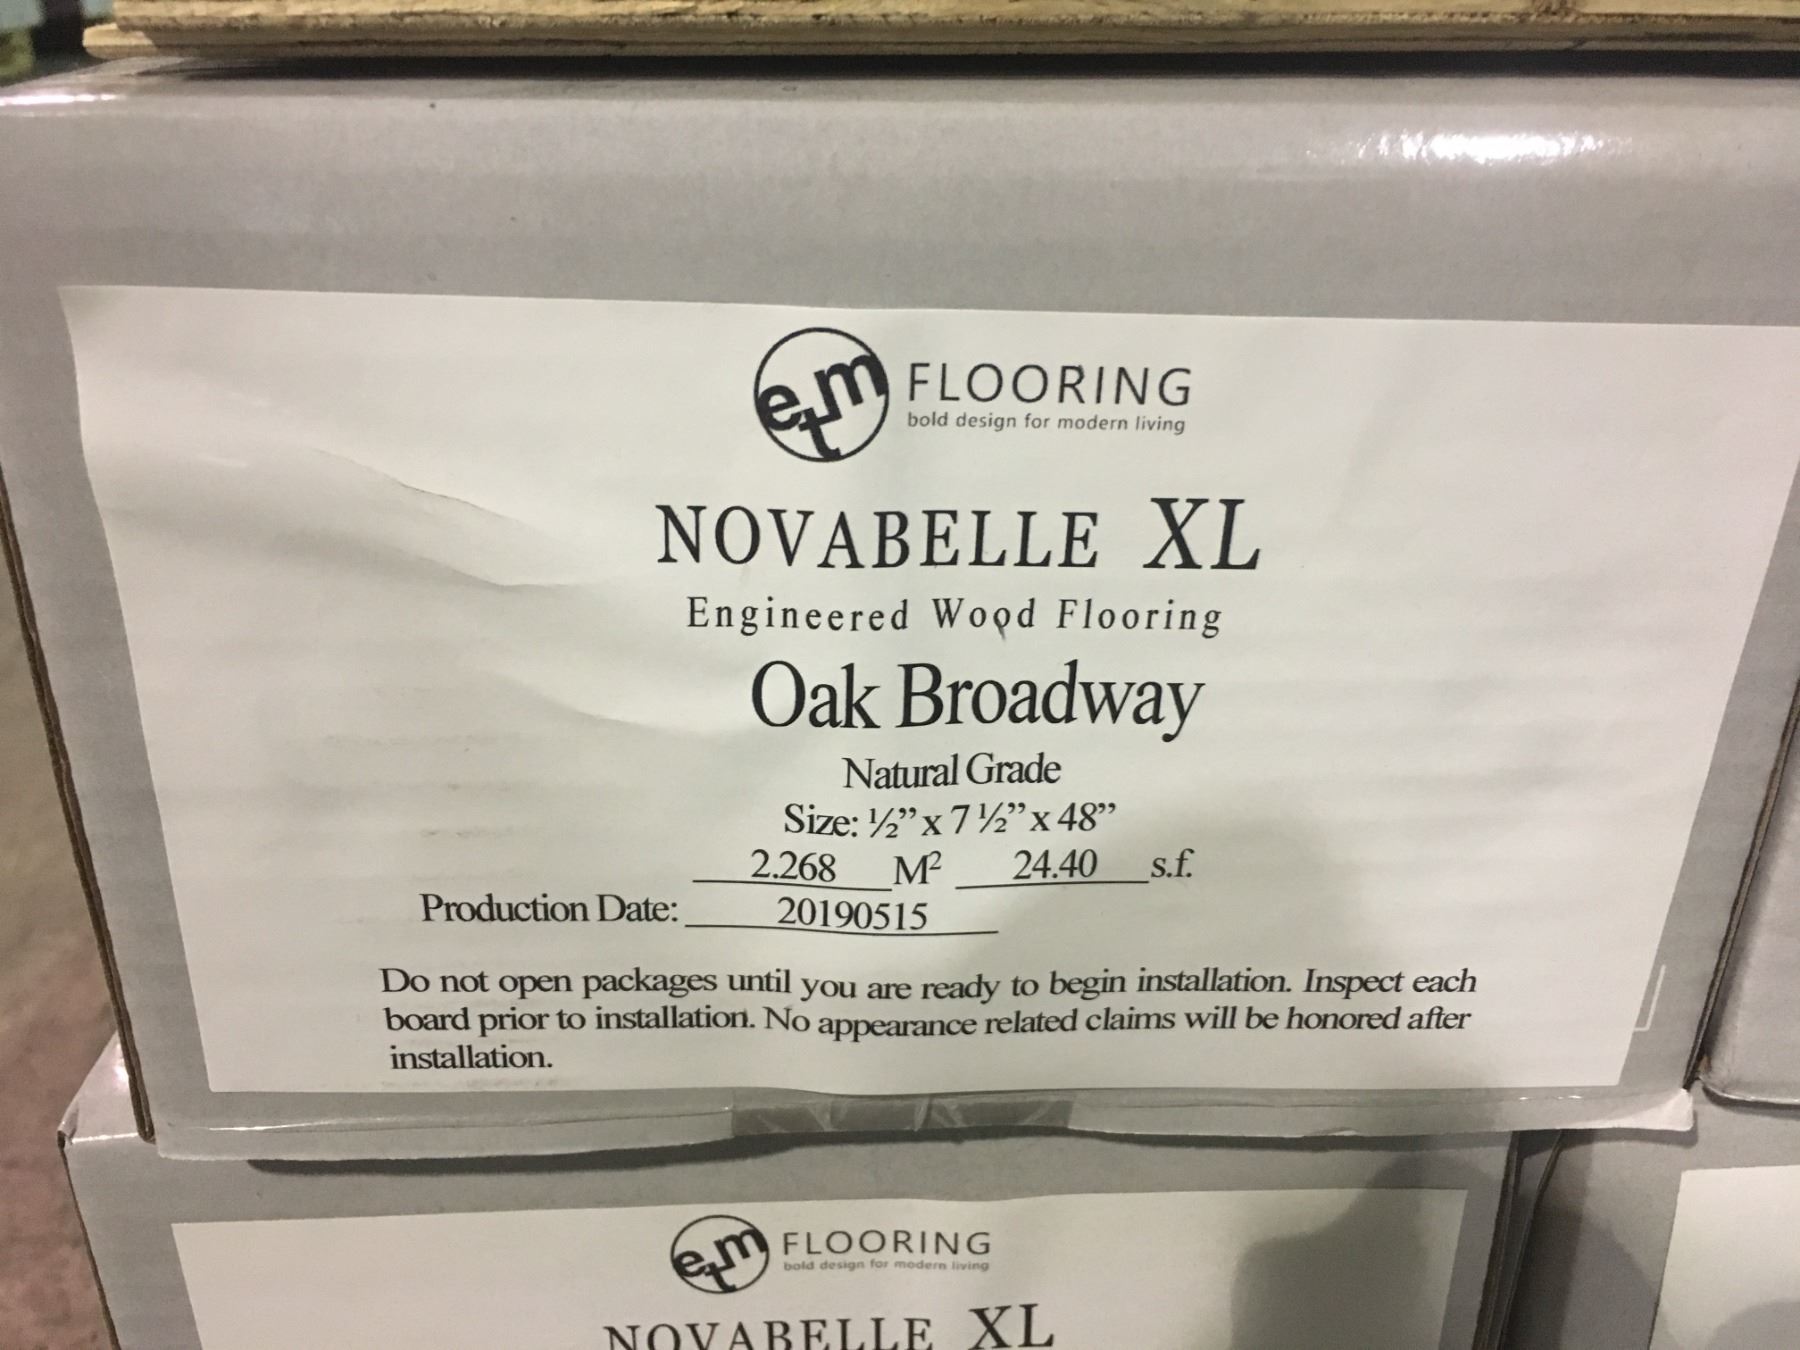 etm FLOORING
bold design for modern living
NOVABELLE XL
Engineered Wood Flooring
Oak Broadway
Natural Grade
Size: ½” x 7 ½” x 48”
2.268 M² 24.40 s.f.
Production Date: 20190515
Do not open packages until you are ready to begin installation. Inspect each
board prior to installation. No appearance related claims will be honored after
installation.
etm FLOORING
bold design for modern living
NOVABELLE XL